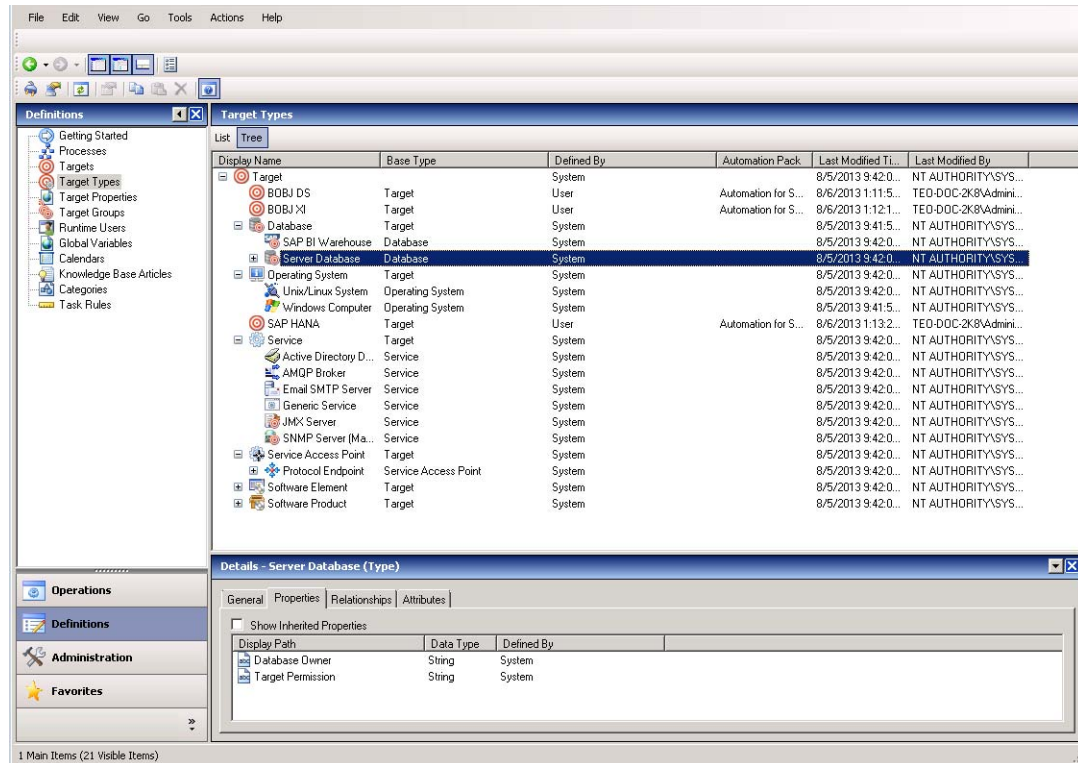 File Edit View Go Tools Actions Help
Definitions
Getting Started
Processes
Targets
Target Types
Target Properties
Target Groups
Runtime Users
Global Variables
Calendars
Knowledge Base Articles
Categories
Task Rules
Operations
Definitions
Administration
Favorites
Target Types
List Tree
Display Name Base Type Defined By Automation Pack Last Modified Ti... Last Modified By
Target System 8/5/2013 9:42:0... NT AUTHORITY\SYS...
BOBJ DS Target User Automation for S... 8/6/2013 1:11:5... TEO-DOC-2K8\Admini...
BOBJ XI Target User Automation for S... 8/6/2013 1:12:1... TEO-DOC-2K8\Admini...
Database Target System 8/5/2013 9:41:5... NT AUTHORITY\SYS...
SAP BI Warehouse Database System 8/5/2013 9:42:0... NT AUTHORITY\SYS...
Server Database Database System 8/5/2013 9:42:0... NT AUTHORITY\SYS...
Operating System Target System 8/5/2013 9:42:0... NT AUTHORITY\SYS...
Unix/Linux System Operating System System 8/5/2013 9:42:0... NT AUTHORITY\SYS...
Windows Computer Operating System System 8/5/2013 9:41:5... NT AUTHORITY\SYS...
SAP HANA Target User Automation for S... 8/6/2013 1:13:2... TEO-DOC-2K8\Admini...
Service Target System 8/5/2013 9:42:0... NT AUTHORITY\SYS...
Active Directory D... Service System 8/5/2013 9:42:0... NT AUTHORITY\SYS...
AMQP Broker Service System 8/5/2013 9:42:0... NT AUTHORITY\SYS...
Email SMTP Server Service System 8/5/2013 9:42:0... NT AUTHORITY\SYS...
Generic Service Service System 8/5/2013 9:42:0... NT AUTHORITY\SYS...
JMX Server Service System 8/5/2013 9:42:0... NT AUTHORITY\SYS...
SNMP Server (Ma... Service System 8/5/2013 9:42:0... NT AUTHORITY\SYS...
Service Access Point Target System 8/5/2013 9:42:0... NT AUTHORITY\SYS...
Protocol Endpoint Service Access Point System 8/5/2013 9:42:0... NT AUTHORITY\SYS...
Software Element Target System 8/5/2013 9:42:0... NT AUTHORITY\SYS...
Software Product Target System 8/5/2013 9:42:0... NT AUTHORITY\SYS...
Details - Server Database (Type)
General Properties Relationships Attributes
Show Inherited Properties
Display Path Data Type Defined By
Database Owner String System
Target Permission String System
1 Main Items (21 Visible Items)